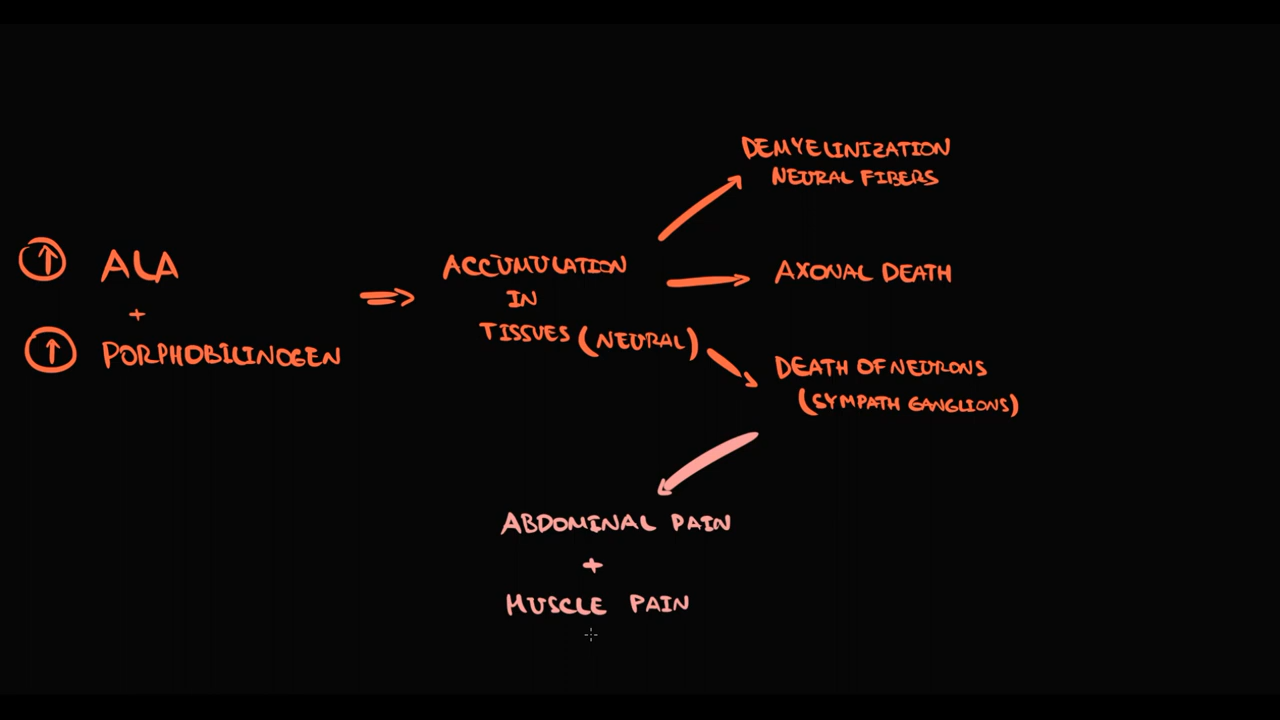 ↑ ALA
+
↑ PORPHOBILINOGEN
⇒
ACCUMULATION
IN
TISSUES (NEURAL)
DEMYELINIZATION
NEURAL FIBERS
AXONAL DEATH
DEATH OF NEURONS
(SYMPATH GANGLIONS)
ABDOMINAL PAIN
+
MUSCLE PAIN